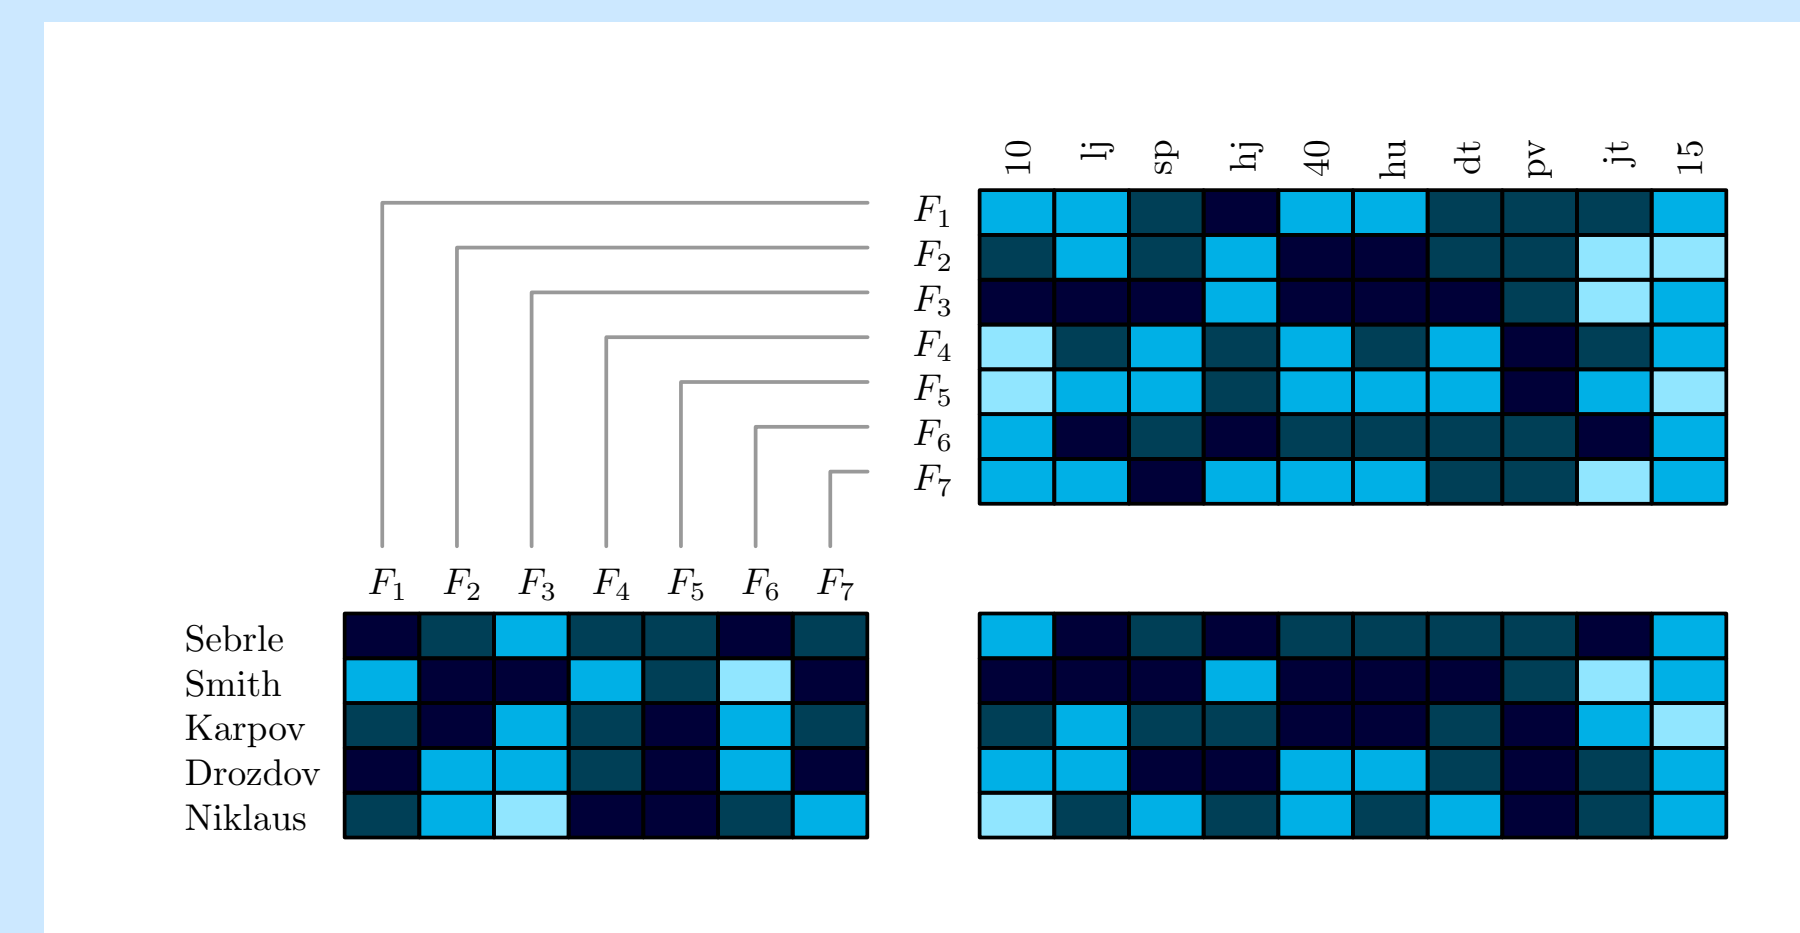 10 lj sp hj 40 hu dt pv jt 15
F₁
F₂
F₃
F₄
F₅
F₆
F₇
F₁ F₂ F₃ F₄ F₅ F₆ F₇
Sebrle
Smith
Karpov
Drozdov
Niklaus